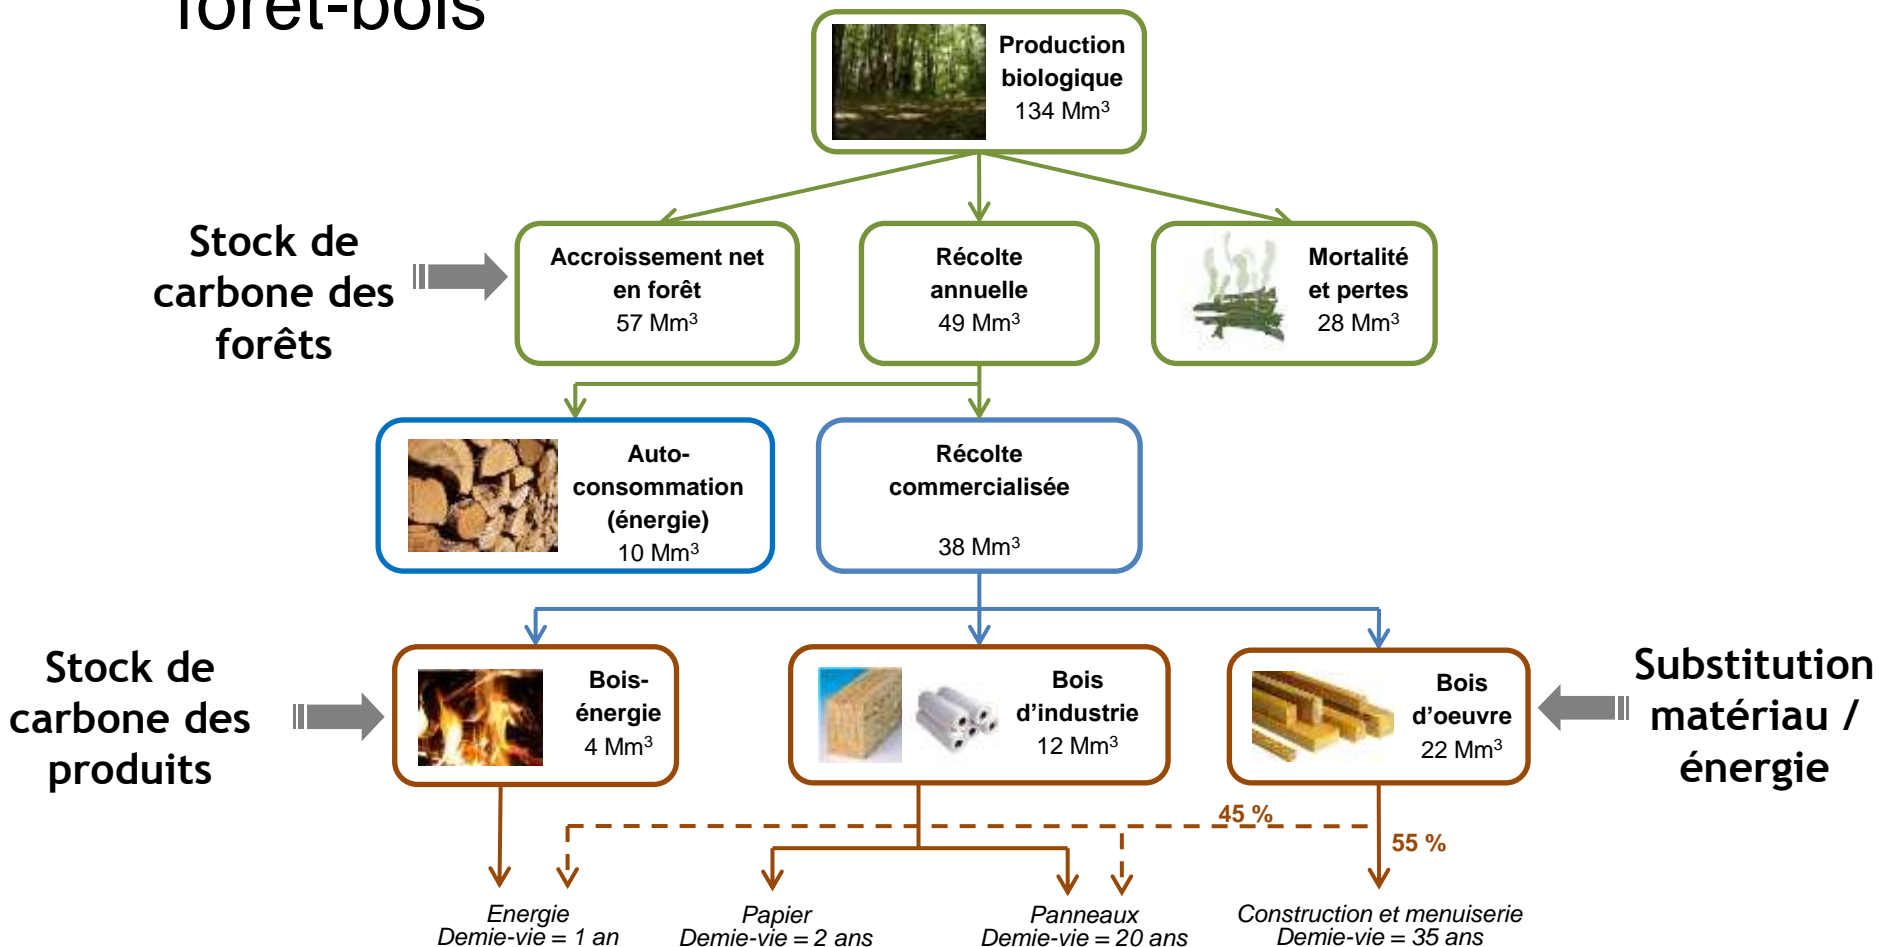 forêt-bois
Production
biologique
134 Mm³
Stock de
carbone des
forêts
Accroissement net
en forêt
57 Mm³
Récolte
annuelle
49 Mm³
Mortalité
et pertes
28 Mm³
Auto-
consommation
(énergie)
10 Mm³
Récolte
commercialisée
38 Mm³
Stock de
carbone des
produits
Bois-
énergie
4 Mm³
Bois
d’industrie
12 Mm³
Bois
d’oeuvre
22 Mm³
Substitution
matériau /
énergie
45 %
55 %
Energie
Demie-vie = 1 an
Papier
Demie-vie = 2 ans
Panneaux
Demie-vie = 20 ans
Construction et menuiserie
Demie-vie = 35 ans